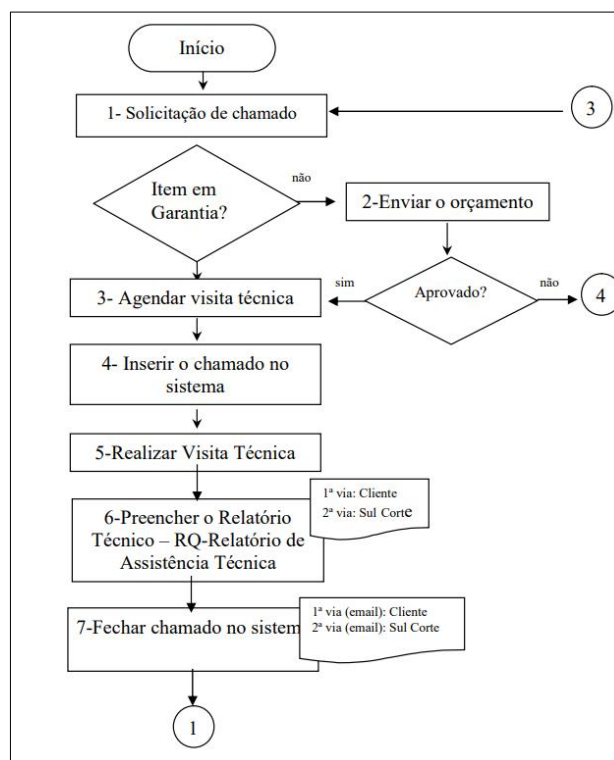 Início
1- Solicitação de chamado
3
não
Item em
Garantia?
2-Enviar o orçamento
3- Agendar visita técnica
sim
Aprovado?
não
4
4- Inserir o chamado no
sistema
5-Realizar Visita Técnica
1ª via: Cliente
2ª via: Sul Corte
6-Preencher o Relatório
Técnico – RQ-Relatório de
Assistência Técnica
7-Fechar chamado no sistem
1ª via (email): Cliente
2ª via (email): Sul Corte
1